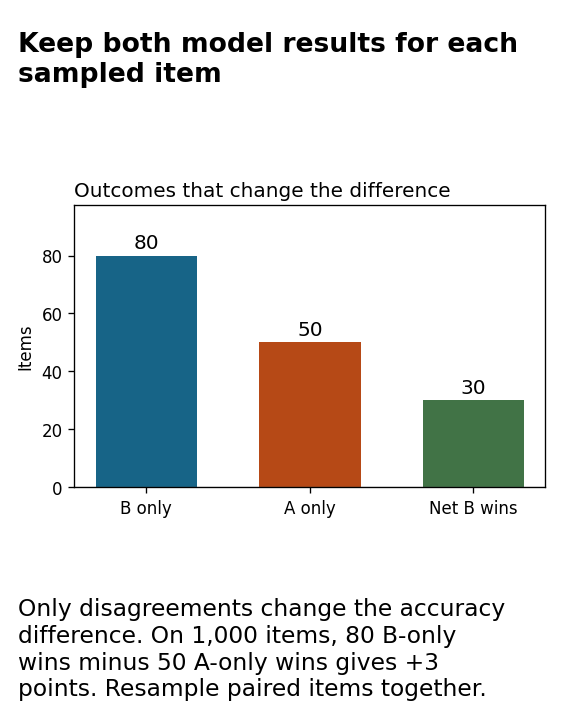 Keep both model results for each
sampled item
Outcomes that change the difference
80
50
30
80
60
40
20
0
Items
B only
A only
Net B wins
Only disagreements change the accuracy
difference. On 1,000 items, 80 B-only
wins minus 50 A-only wins gives +3
points. Resample paired items together.